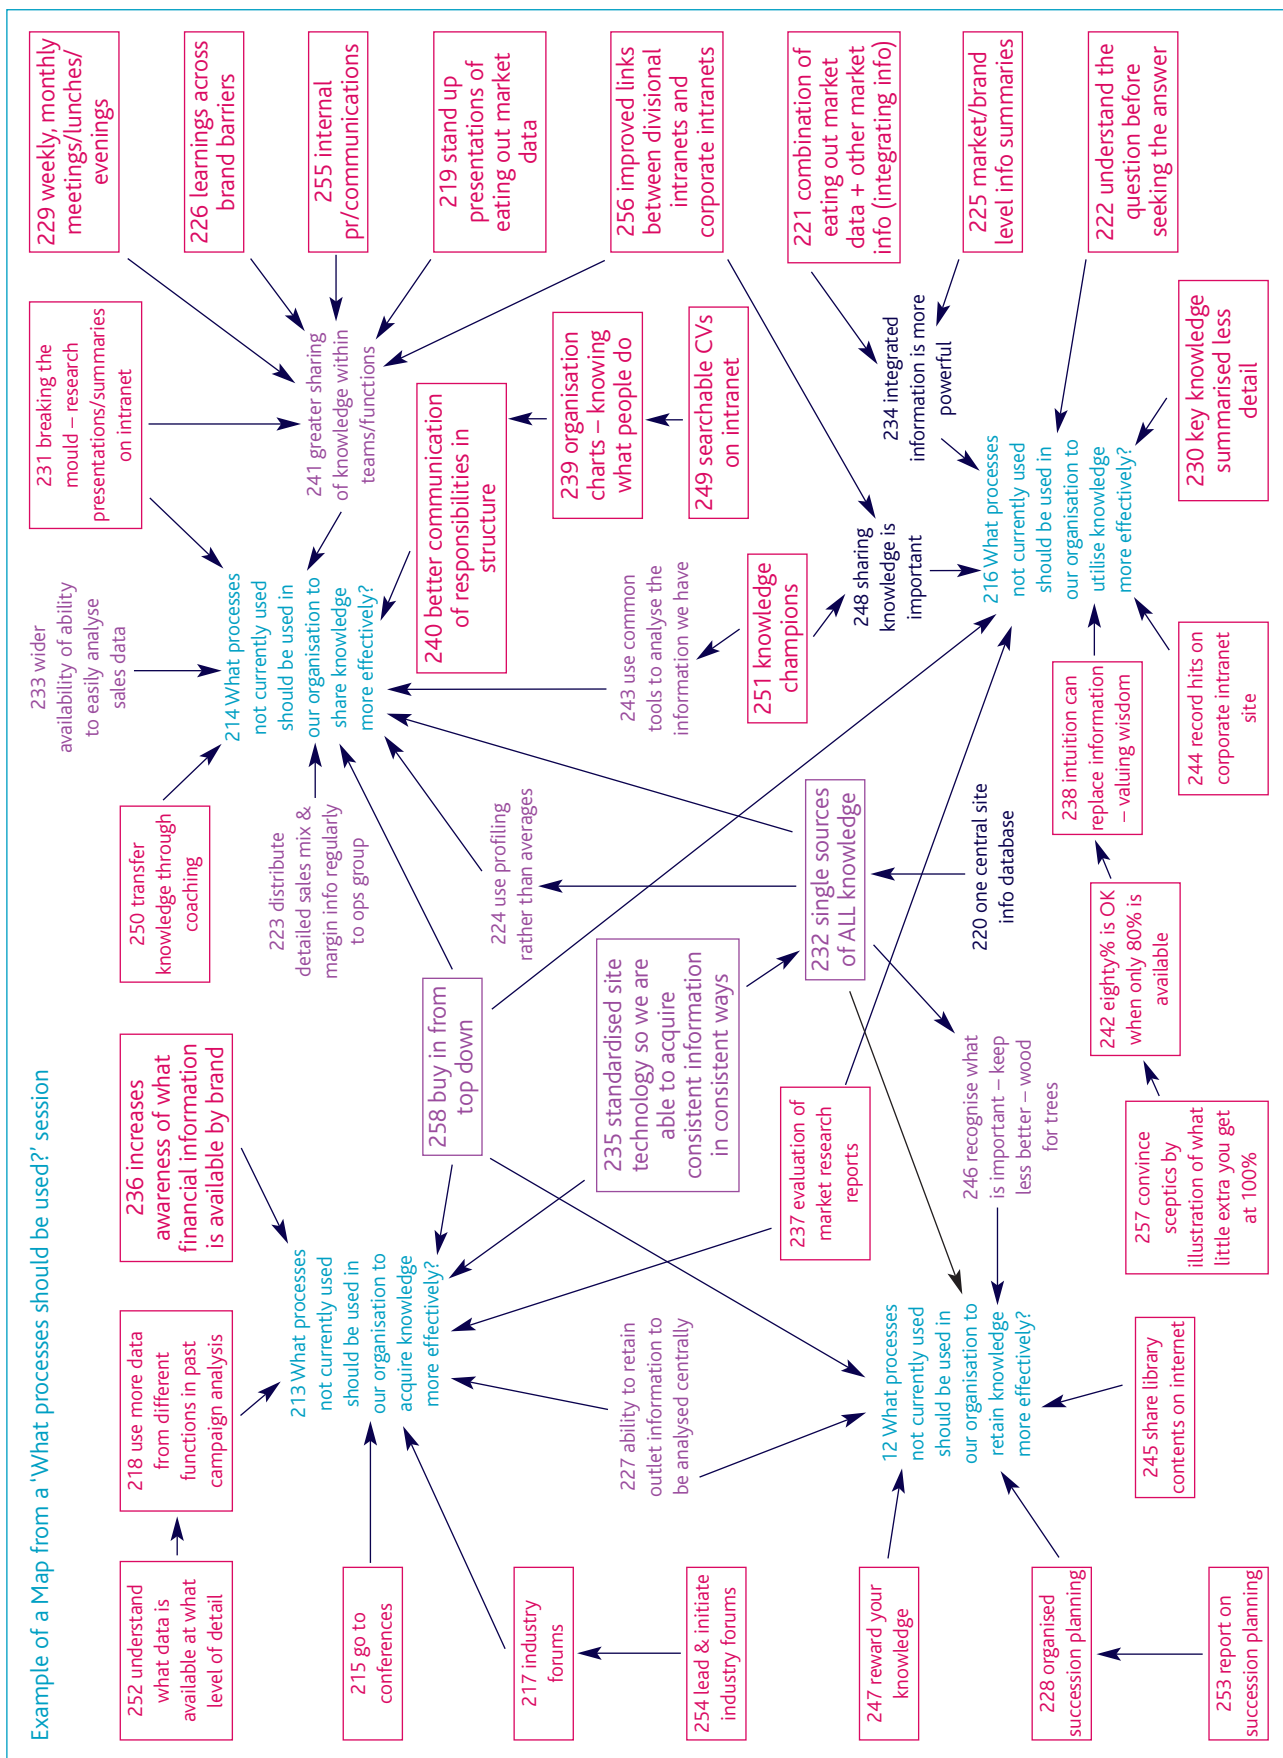 Example of a Map from a 'What processes should be used?' session
252 understand
what data is
available at what
level of detail
218 use more data
from different
functions in past
campaign analysis
236 increases
awareness of what
financial information
is available by brand
250 transfer
knowledge through
coaching
233 wider
availability of ability
to easily analyse
sales data
231 breaking the
mould – research
presentations/summaries
on intranet
229 weekly, monthly
meetings/lunches/
evenings
226 learnings across
brand barriers
255 internal
pr/communications
219 stand up
presentations of
eating out market
data
215 go to
conferences
213 What processes
not currently used
should be used in
our organisation to
acquire knowledge
more effectively?
223 distribute
detailed sales mix &
margin info regularly
to ops group
214 What processes
not currently used
should be used in
our organisation to
share knowledge
more effectively?
241 greater sharing
of knowledge within
teams/functions
217 industry
forums
258 buy in from
top down
224 use profiling
rather than averages
240 better communication
of responsibilities in
structure
239 organisation
charts – knowing
what people do
256 improved links
between divisional
intranets and
corporate intranets
254 lead & initiate
industry forums
227 ability to retain
outlet information to
be analysed centrally
235 standardised site
technology so we are
able to acquire
consistent information
in consistent ways
243 use common
tools to analyse the
information we have
249 searchable CVs
on intranet
237 evaluation of
market research
reports
232 single sources
of ALL knowledge
251 knowledge
champions
221 combination of
eating out market
data + other market
info (integrating info)
247 reward your
knowledge
12 What processes
not currently used
should be used in
our organisation to
retain knowledge
more effectively?
246 recognise what
is important – keep
less better – wood
for trees
220 one central site
info database
248 sharing
knowledge is
important
234 integrated
information is more
powerful
225 market/brand
level info summaries
228 organised
succession planning
242 eighty% is OK
when only 80% is
available
238 intuition can
replace information
– valuing wisdom
216 What processes
not currently used
should be used in
our organisation to
utilise knowledge
more effectively?
222 understand the
question before
seeking the answer
253 report on
succession planning
245 share library
contents on internet
257 convince
sceptics by
illustration of what
little extra you get
at 100%
244 record hits on
corporate intranet
site
230 key knowledge
summarised less
detail